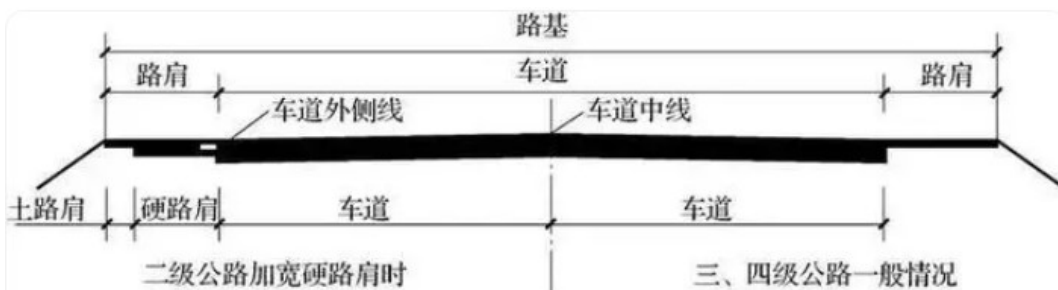 路基
路肩 车道 路肩
车道外侧线 车道中线
土路肩 硬路肩 车道 车道
二级公路加宽硬路肩时 三、四级公路一般情况